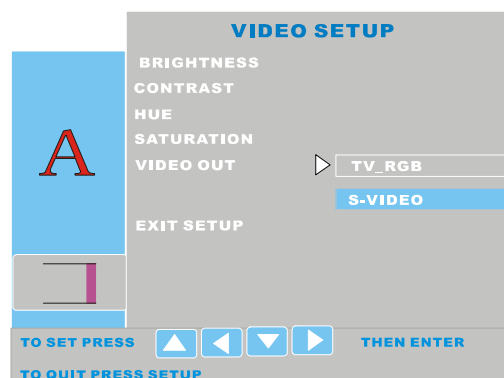 VIDEO SETUP
BRIGHTNESS
CONTRAST
HUE
SATURATION
VIDEO OUT TV_RGB
S-VIDEO
EXIT SETUP
A
TO SET PRESS THEN ENTER
TO QUIT PRESS SETUP